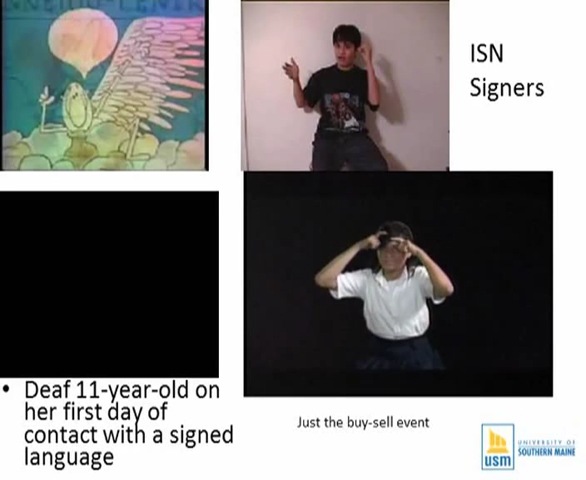 ISN
Signers
• Deaf 11-year-old on
her first day of
contact with a signed
language
Just the buy-sell event
usm
UNIVERSITY OF
SOUTHERN MAINE